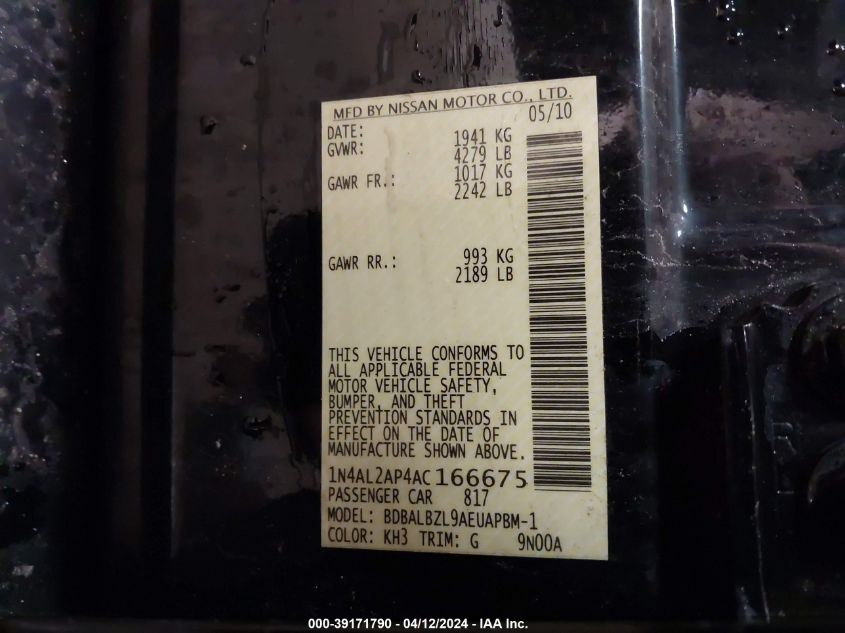 MFD BY NISSAN MOTOR CO., LTD.
DATE: 05/10
GVWR: 1941 KG
4279 LB
GAWR FR.: 1017 KG
2242 LB
GAWR RR.: 993 KG
2189 LB
THIS VEHICLE CONFORMS TO
ALL APPLICABLE FEDERAL
MOTOR VEHICLE SAFETY,
BUMPER, AND THEFT
PREVENTION STANDARDS IN
EFFECT ON THE DATE OF
MANUFACTURE SHOWN ABOVE.
1N4AL2AP4AC166675
PASSENGER CAR 817
MODEL: BDBALBZL9AEUAPBM-1
COLOR: KH3 TRIM: G 9N00A
000-39171790 - 04/12/2024 - IAA Inc.